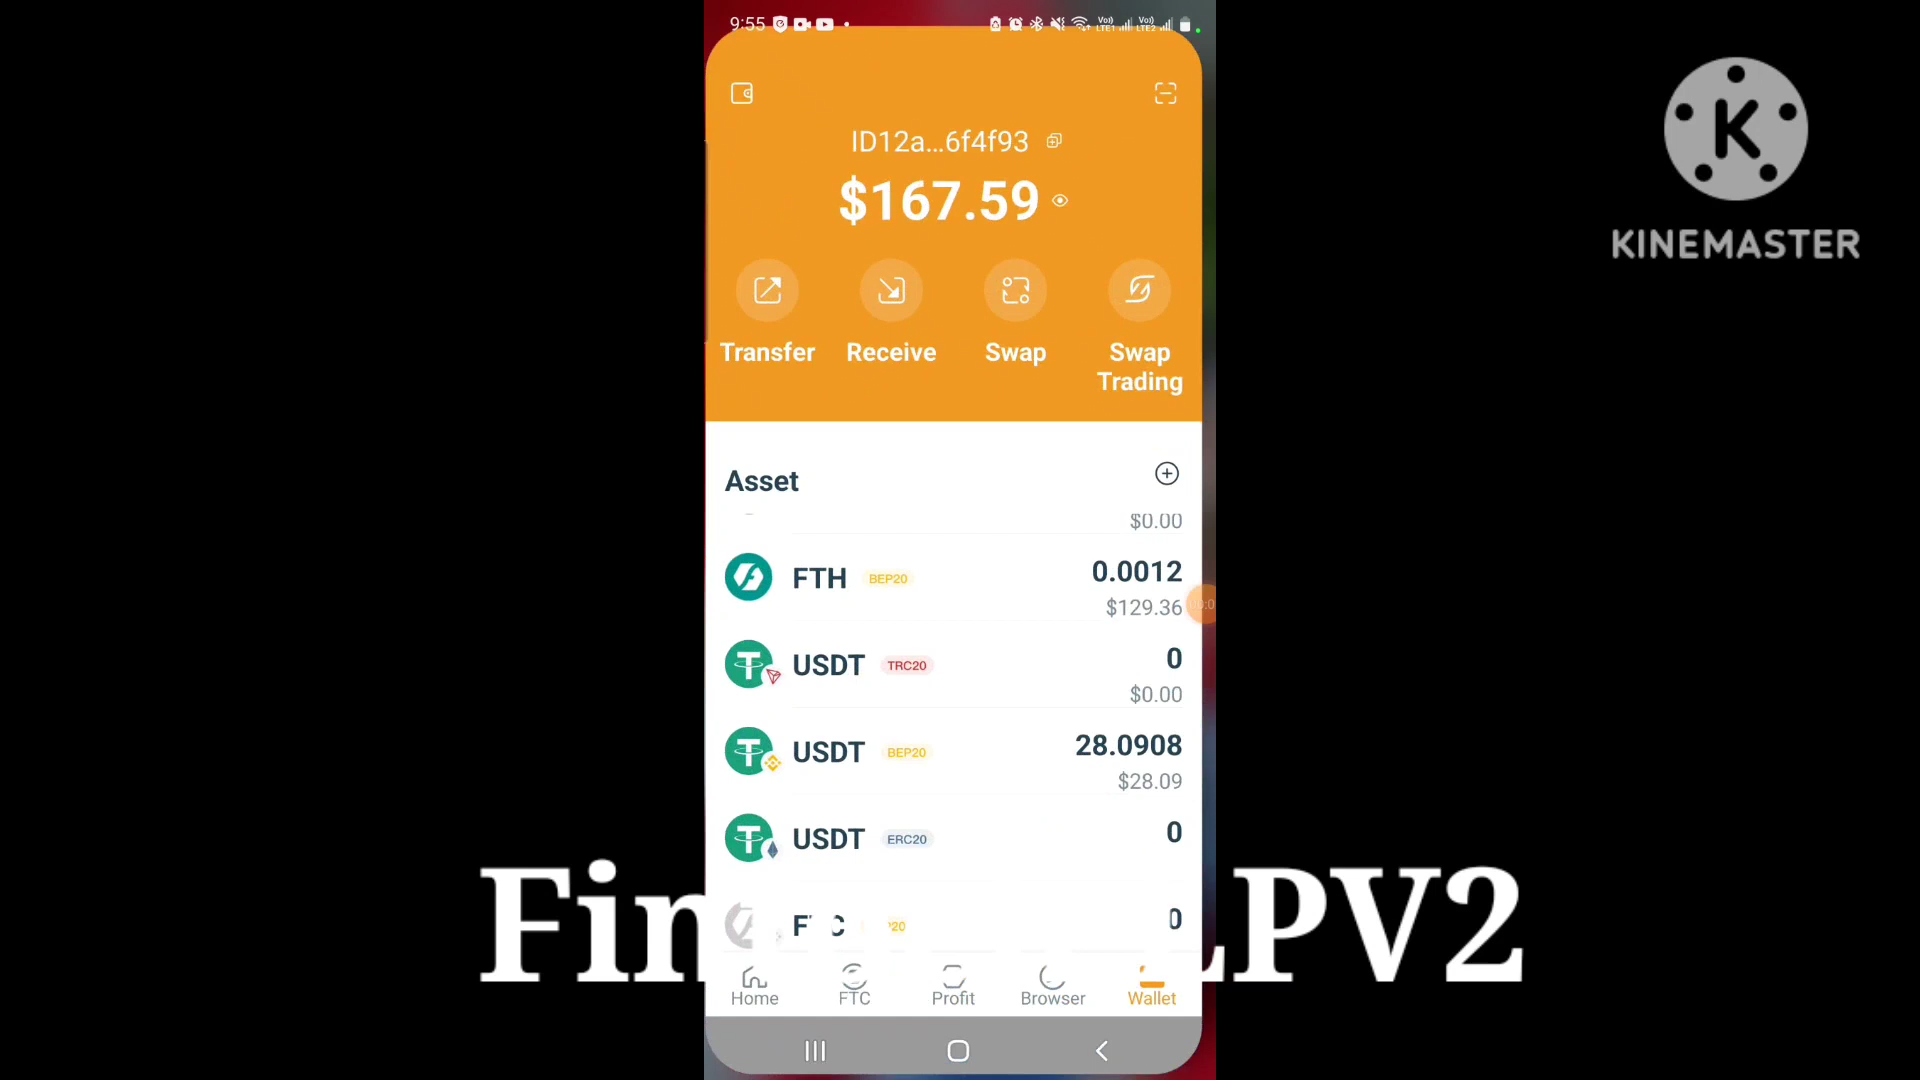 9:55
KINEMASTER
ID12a...6f4f93
$167.59
Transfer Receive Swap Swap Trading
Asset
$0.00
FTH BEP20 0.0012
$129.36
USDT TRC20 0
$0.00
USDT BEP20 28.0908
$28.09
USDT ERC20 0
0
PV2
Home FTC Profit Browser Wallet